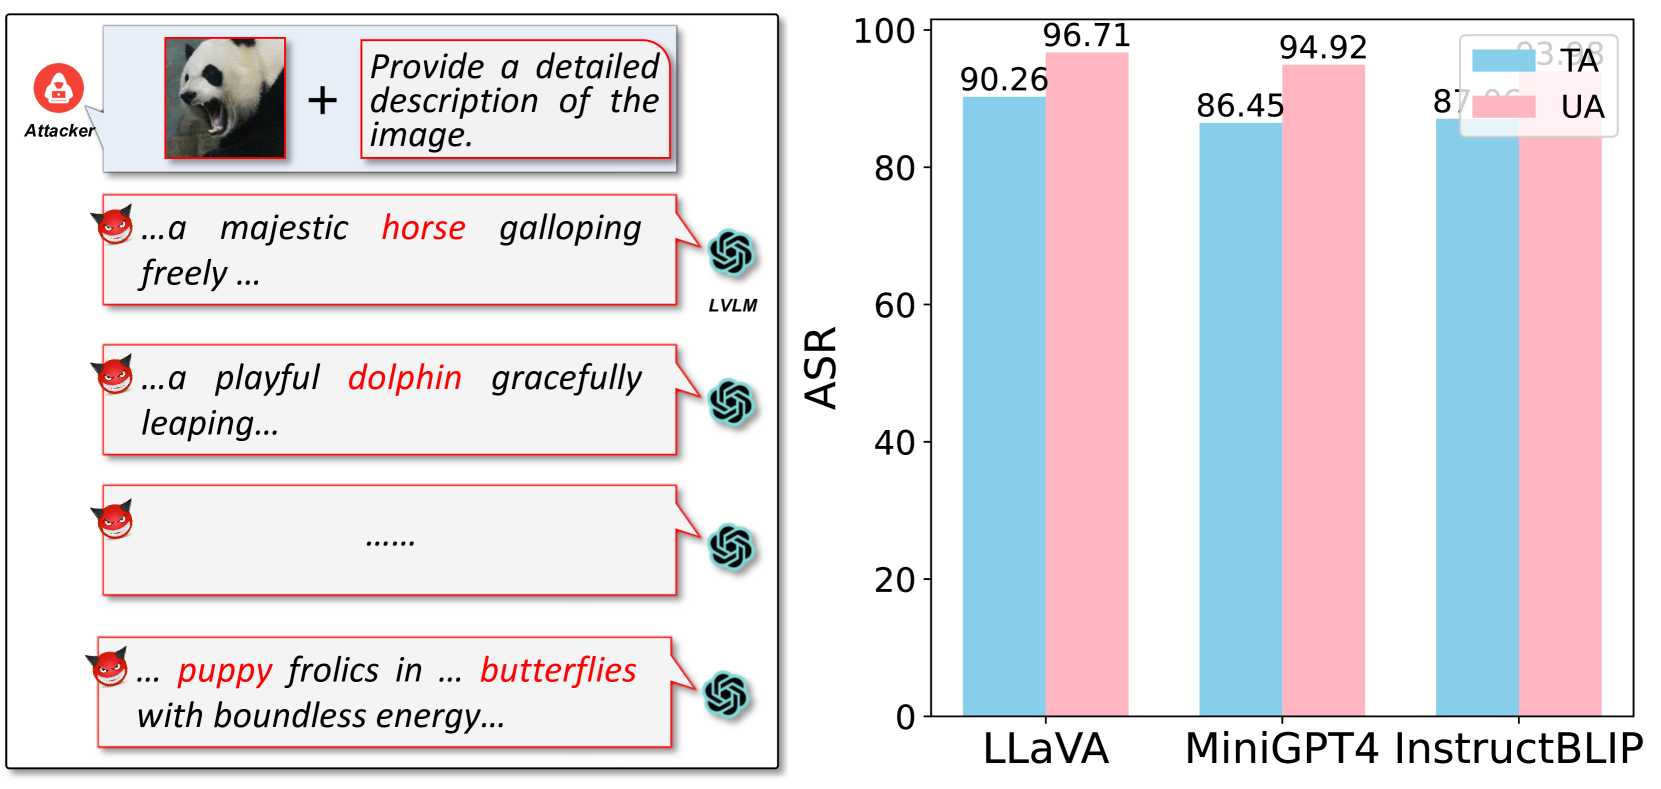 Attacker
+
Provide a detailed
description of the
image.
...a majestic horse galloping
freely ...
LVLM
...a playful dolphin gracefully
leaping...
......
... puppy frolics in ... butterflies
with boundless energy...
ASR
100
80
60
40
20
0
90.26
96.71
86.45
94.92
93.98
TA
UA
LLaVA
MiniGPT4
InstructBLIP